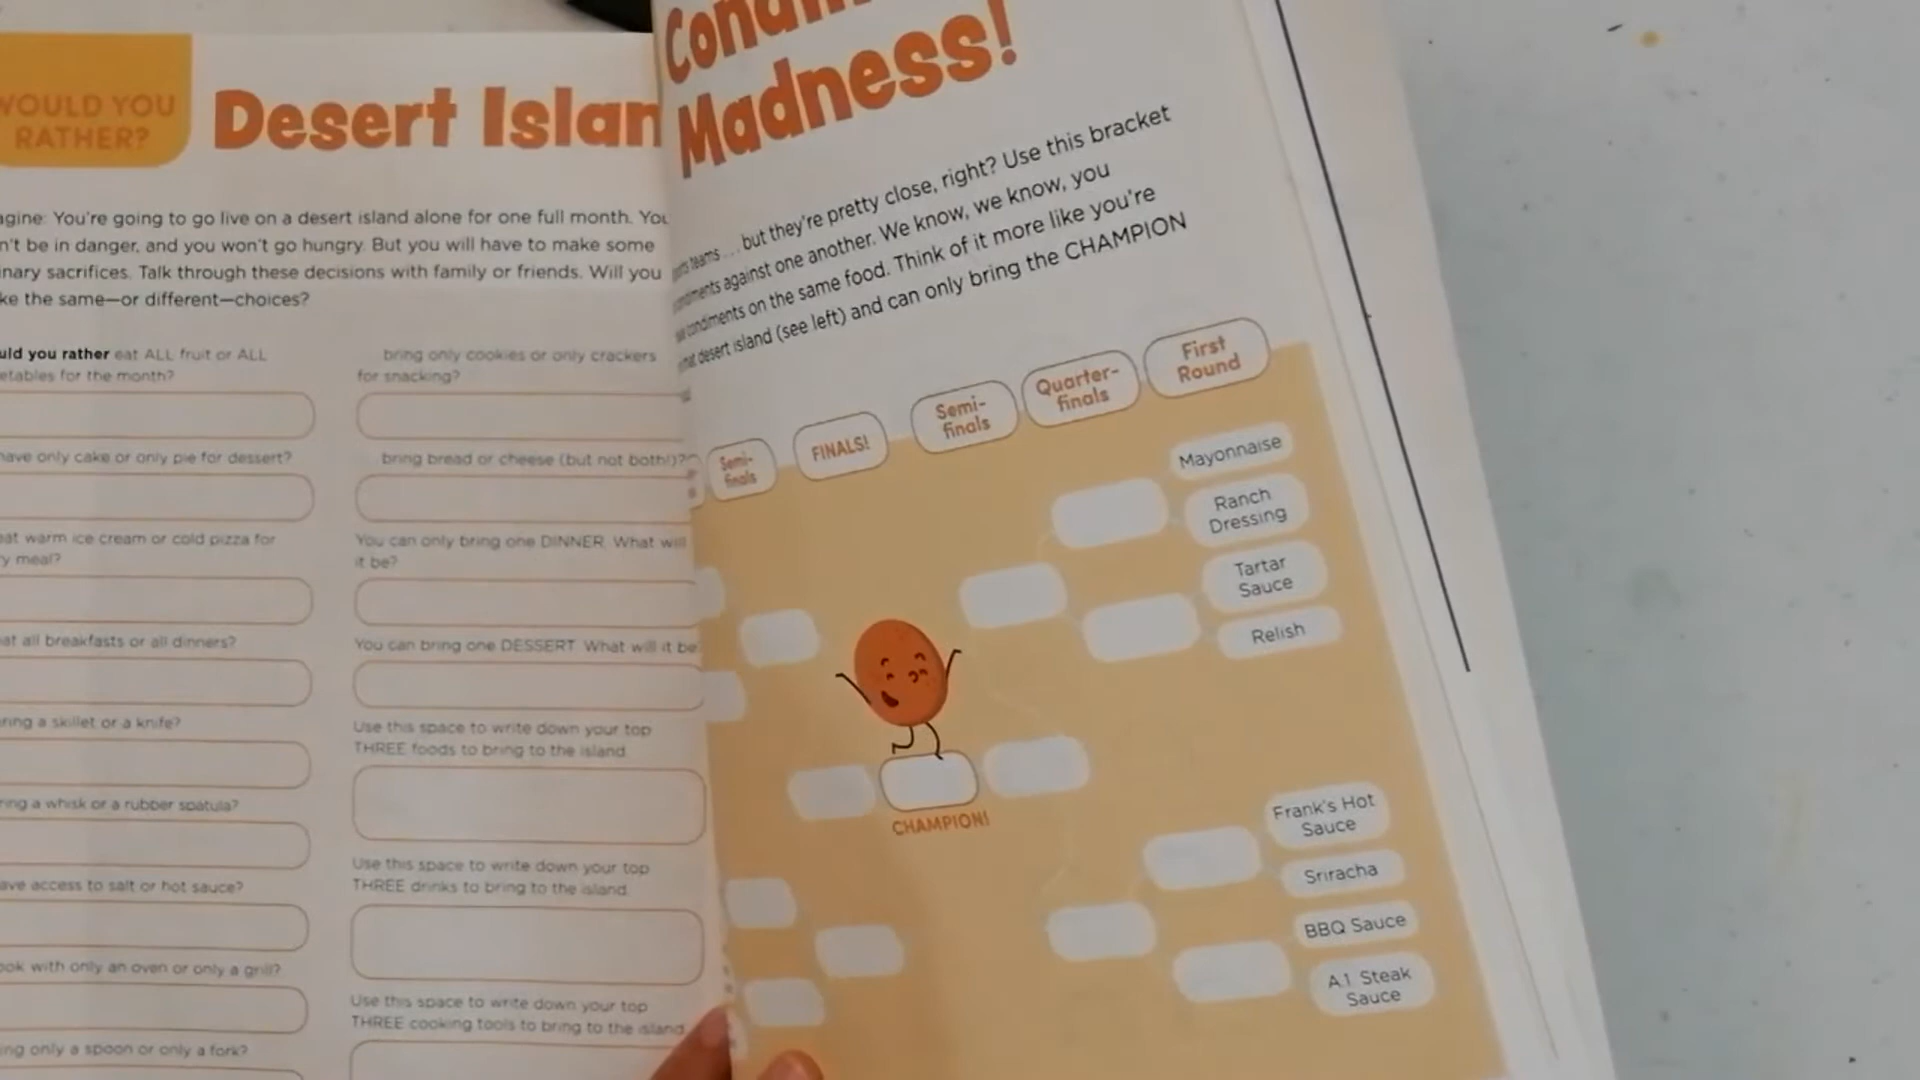 WOULD YOU
RATHER?
Desert Islan
agine: You're going to go live on a desert island alone for one full month. You
n't be in danger, and you won't go hungry. But you will have to make some
inary sacrifices. Talk through these decisions with family or friends. Will you
ke the same—or different—choices?
uld you rather eat ALL fruit or ALL
etables for the month?
have only cake or only pie for dessert?
eat warm ice cream or cold pizza for
ry meal?
eat all breakfasts or all dinners?
ring a skillet or a knife?
ring a whisk or a rubber spatula?
ave access to salt or hot sauce?
ook with only an oven or only a grill?
ing only a spoon or only a fork?
bring only cookies or only crackers
for snacking?
bring bread or cheese (but not both!)?
You can only bring one DINNER. What will
it be?
You can bring one DESSERT. What will it be
Use this space to write down your top
THREE foods to bring to the island.
Use this space to write down your top
THREE drinks to bring to the island.
Use this space to write down your top
THREE cooking tools to bring to the island.
Madness!
teams ... but they're pretty close, right? Use this bracket
against one another. We know, we know, you
condiments on the same food. Think of it more like you're
desert island (see left) and can only bring the CHAMPION
Semi-
finals
FINALS!
Semi-
finals
Quarter-
finals
First
Round
Mayonnaise
Ranch
Dressing
Tartar
Sauce
Relish
CHAMPION!
Frank's Hot
Sauce
Sriracha
BBQ Sauce
A.1. Steak
Sauce